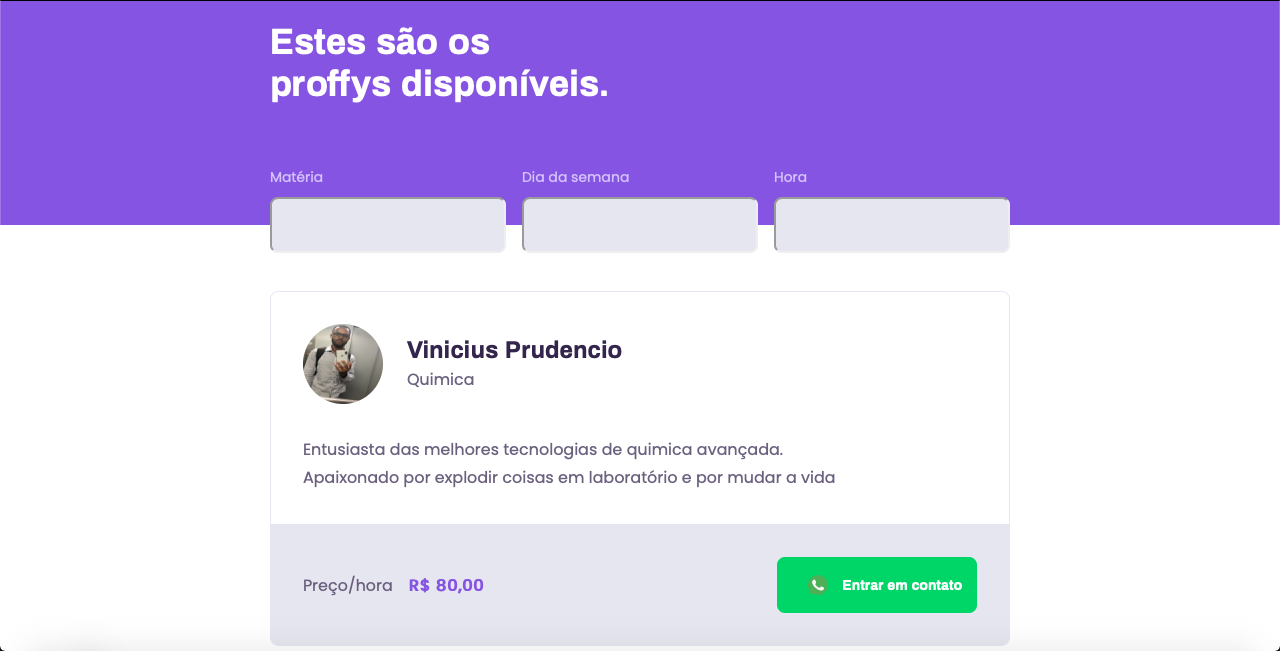 Estes são os
proffys disponíveis.
Matéria
Dia da semana
Hora
Vinicius Prudencio
Quimica
Entusiasta das melhores tecnologias de quimica avançada.
Apaixonado por explodir coisas em laboratório e por mudar a vida
Preço/hora R$ 80,00
Entrar em contato